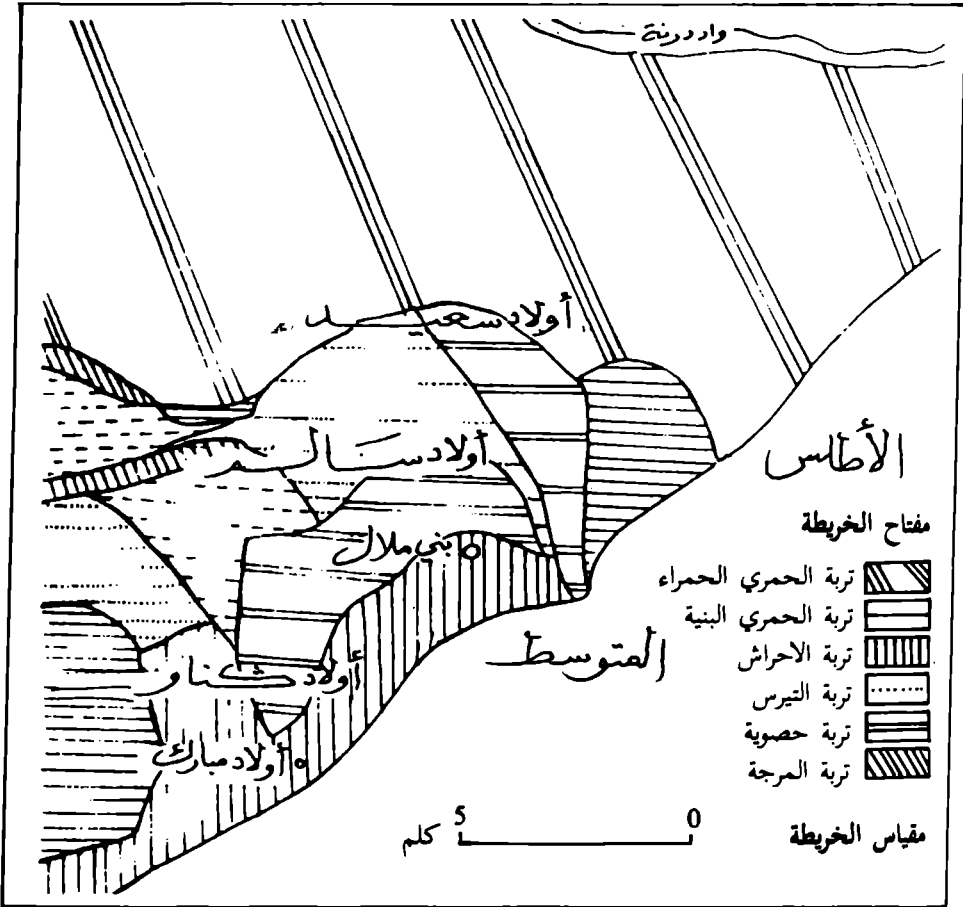 واد درنة
أولاد سعيد
أولاد سالم
الأطلس
بني ملال
المتوسط
أولاد
أولاد مبارك
مفتاح الخريطة
تربة الحمري الحمراء
تربة الحمري البنية
تربة الاحراش
تربة التيرس
تربة حصوية
تربة المرجة
مقياس الخريطة
0
5
كلم